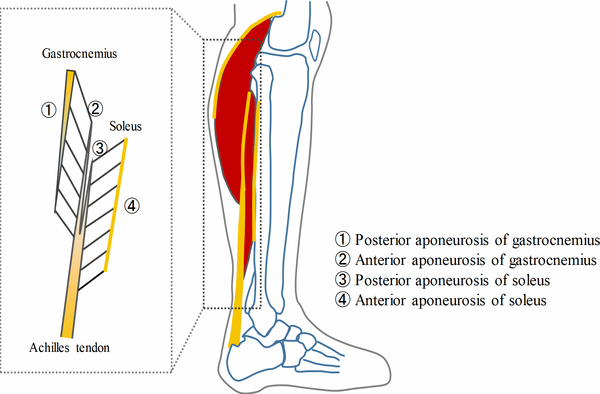 Gastrocnemius
①
②
Soleus
③
④
Achilles tendon
① Posterior aponeurosis of gastrocnemius
② Anterior aponeurosis of gastrocnemius
③ Posterior aponeurosis of soleus
④ Anterior aponeurosis of soleus